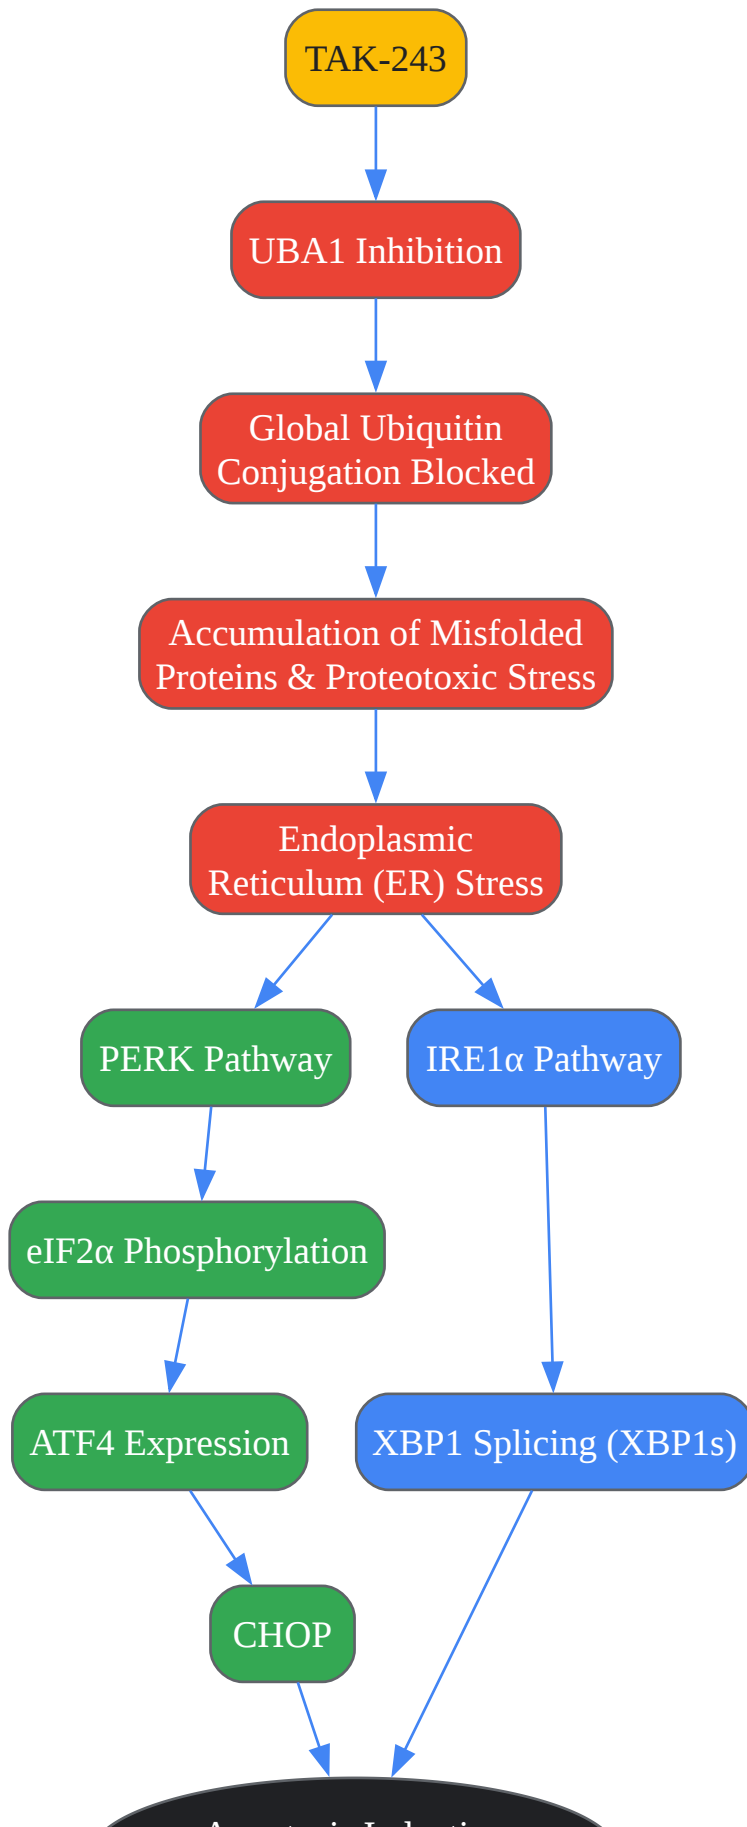 TAK-243
UBA1 Inhibition
Global Ubiquitin
Conjugation Blocked
Accumulation of Misfolded
Proteins & Proteotoxic Stress
Endoplasmic
Reticulum (ER) Stress
PERK Pathway
IRE1α Pathway
eIF2α Phosphorylation
ATF4 Expression
XBP1 Splicing (XBP1s)
CHOP